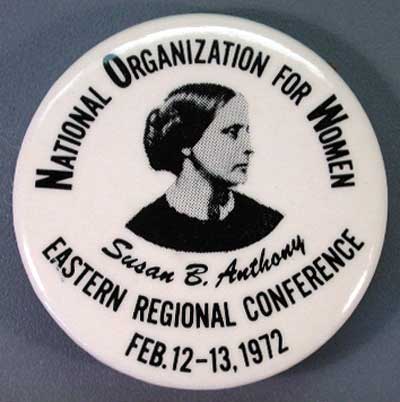 NATIONAL ORGANIZATION FOR WOMEN
Susan B. Anthony
EASTERN REGIONAL CONFERENCE
FEB. 12-13, 1972